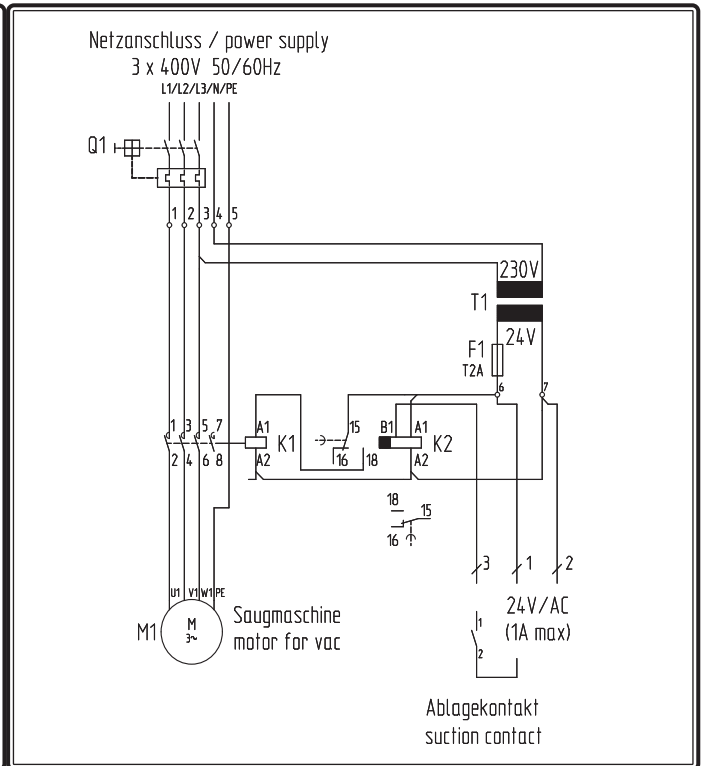 Netzanschluss / power supply
3 x 400V 50/60Hz
L1/L2/L3/N/PE
Q1
1 2 3 4 5
230V
T1
24V
F1
T2A
6 7
1 3 5 7
A1
K1
15
B1 A1
K2
2 4 6 8
A2
16 18
A2
18
15
16
3 1 2
U1 V1 W1 PE
M1
M
3~
Saugmaschine
motor for vac
1
2
24V/AC
(1A max)
Ablagekontakt
suction contact